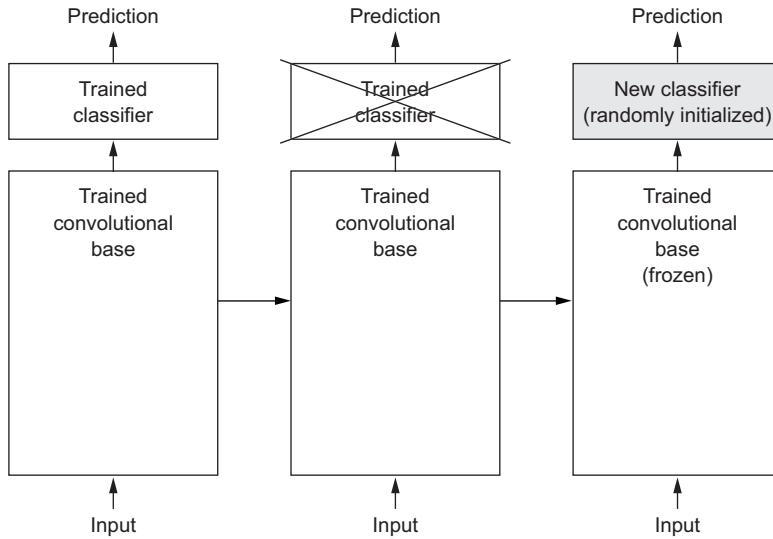 Prediction
Trained
classifier
Trained
convolutional
base
Input
Prediction
Trained
classifier
Trained
convolutional
base
Input
Prediction
New classifier
(randomly initialized)
Trained
convolutional
base
(frozen)
Input